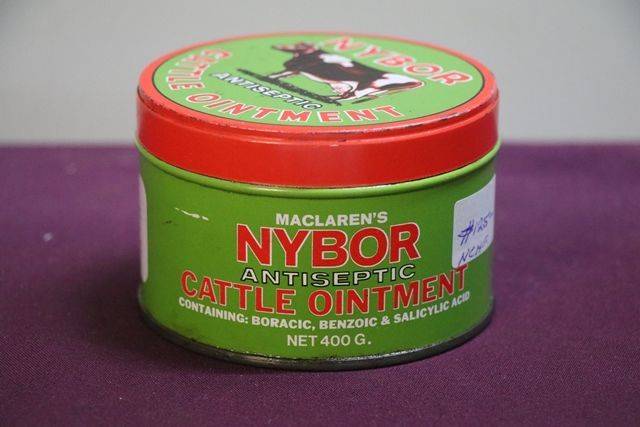 NYBOR
ANTISEPTIC
CATTLE OINTMENT
MACLAREN'S
NYBOR
ANTISEPTIC
CATTLE OINTMENT
CONTAINING: BORACIC, BENZOIC & SALICYLIC ACID
NET 400 G.